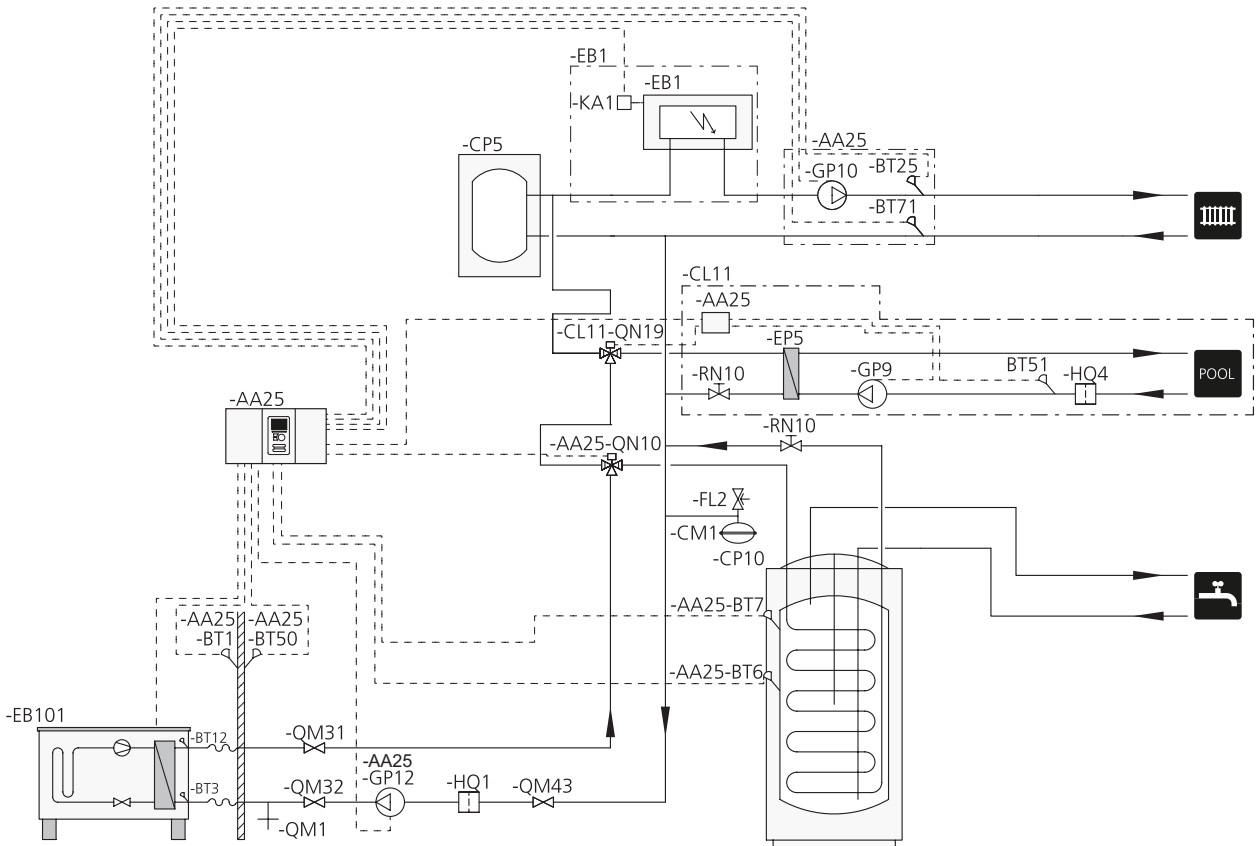 -EB1
-EB1
-KA1
-CP5
-AA25
-BT25
-GP10
-BT71
-CL11
-AA25
-CL11-QN19
-EP5
-RN10
-GP9
BT51
-HQ4
POOL
-AA25
-RN10
-AA25-QN10
-FL2
-CM1
-CP10
-AA25 -AA25
-BT1 -BT50
-AA25-BT7
-AA25-BT6
-EB101
-BT12
-QM31
-AA25
-BT3
-QM32
-GP12
-HQ1
-QM43
-QM1